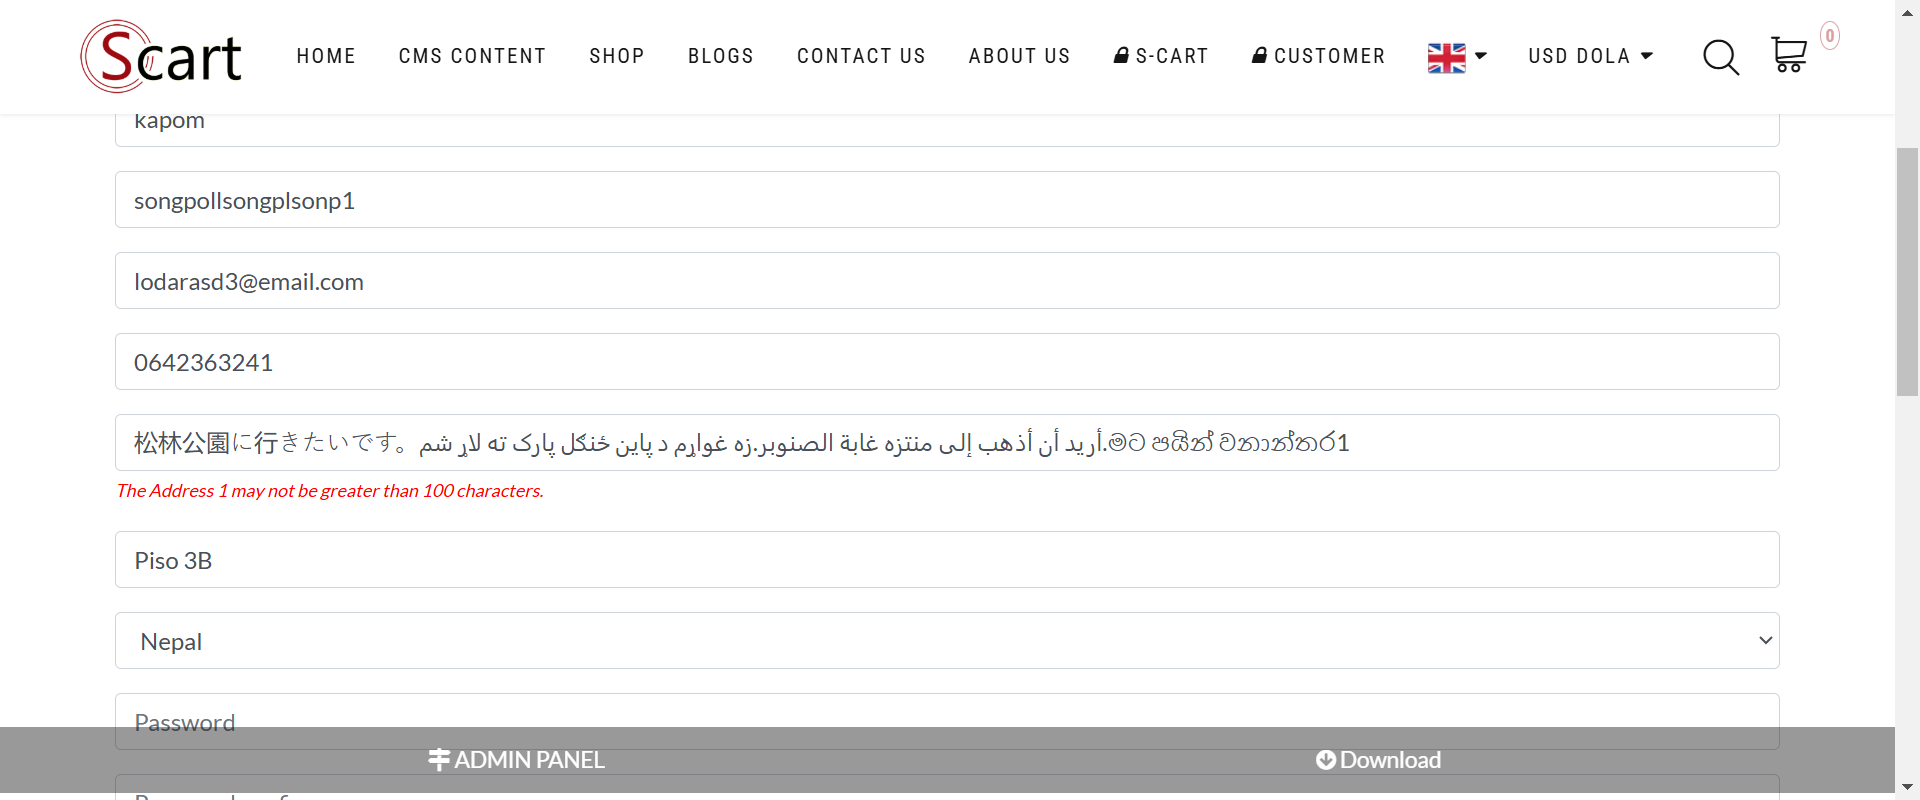 Scart
HOME CMS CONTENT SHOP BLOGS CONTACT US ABOUT US S-CART CUSTOMER USD DOLA 0
kapom
songpollsongplsonp1
lodarasd3@email.com
0642363241
松林公園に行きたいです。أريد أن أذهب إلى منتزه غابة الصنوبر.زه غواړم د پاین ځنګل پارک ته لاړ شم.මට පයින් වනාන්තර1
The Address 1 may not be greater than 100 characters.
Piso 3B
Nepal
Password
ADMIN PANEL Download